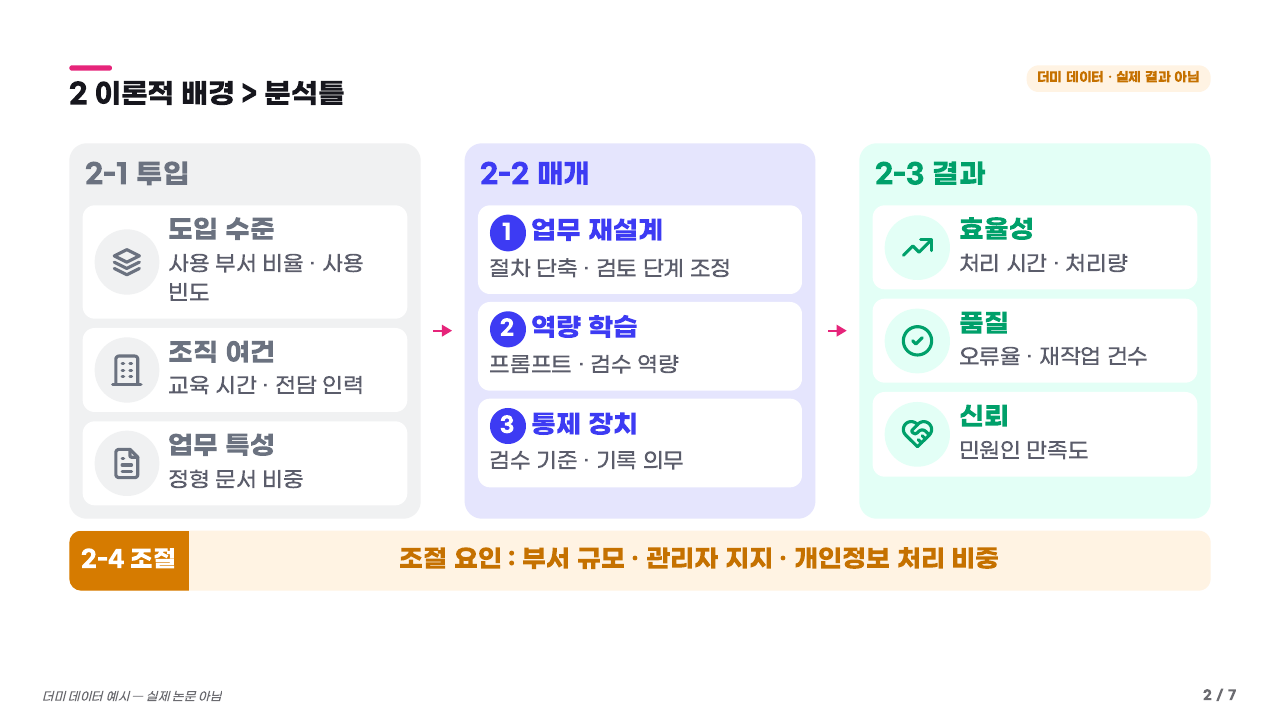 2 이론적 배경 > 분석틀
더미 데이터 · 실제 결과 아님
2-1 투입
도입 수준
사용 부서 비율 · 사용
빈도
조직 여건
교육 시간 · 전담 인력
업무 특성
정형 문서 비중
2-2 매개
1 업무 재설계
절차 단축 · 검토 단계 조정
2 역량 학습
프롬프트 · 검수 역량
3 통제 장치
검수 기준 · 기록 의무
2-3 결과
효율성
처리 시간 · 처리량
품질
오류율 · 재작업 건수
신뢰
민원인 만족도
2-4 조절
조절 요인 : 부서 규모 · 관리자 지지 · 개인정보 처리 비중
더미 데이터 예시 — 실제 논문 아님
2 / 7